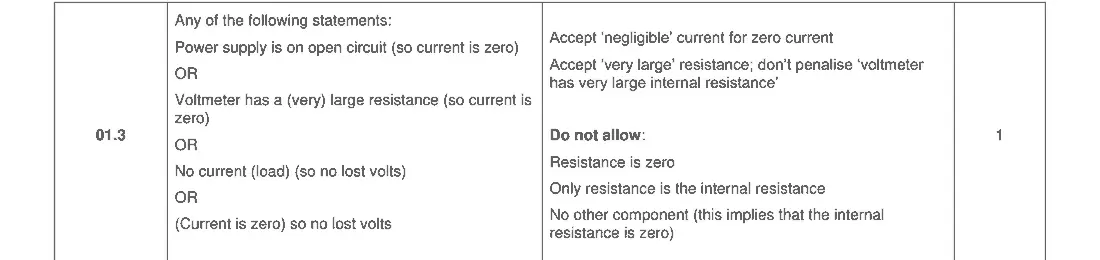 Any of the following statements:
Power supply is on open circuit (so current is zero)
OR
Voltmeter has a (very) large resistance (so current is
zero)
01.3
OR
No current (load) (so no lost volts)
OR
(Current is zero) so no lost volts
Accept 'negligible' current for zero current
Accept 'very large' resistance; don't penalise 'voltmeter
has very large internal resistance'
Do not allow:
Resistance is zero
Only resistance is the internal resistance
No other component (this implies that the internal
resistance is zero)
1